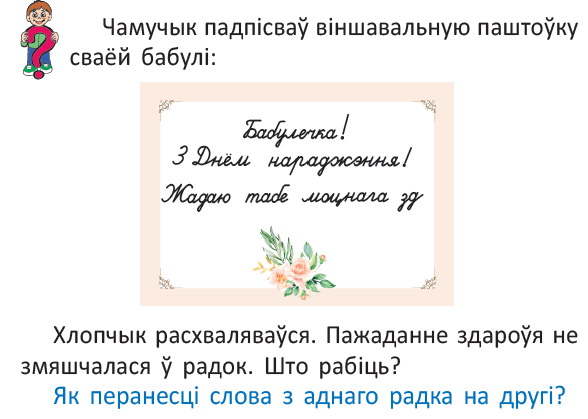 Чамучык падпісваў віншавальную паштоўку
сваёй бабулі:
Бабулечка!
З Днём нараджэння!
Жадаю табе моцнага зд
Хлопчык расхваляваўся. Пажаданне здароўя не
змяшчалася ў радок. Што рабіць?
Як перанесці слова з аднаго радка на другі?